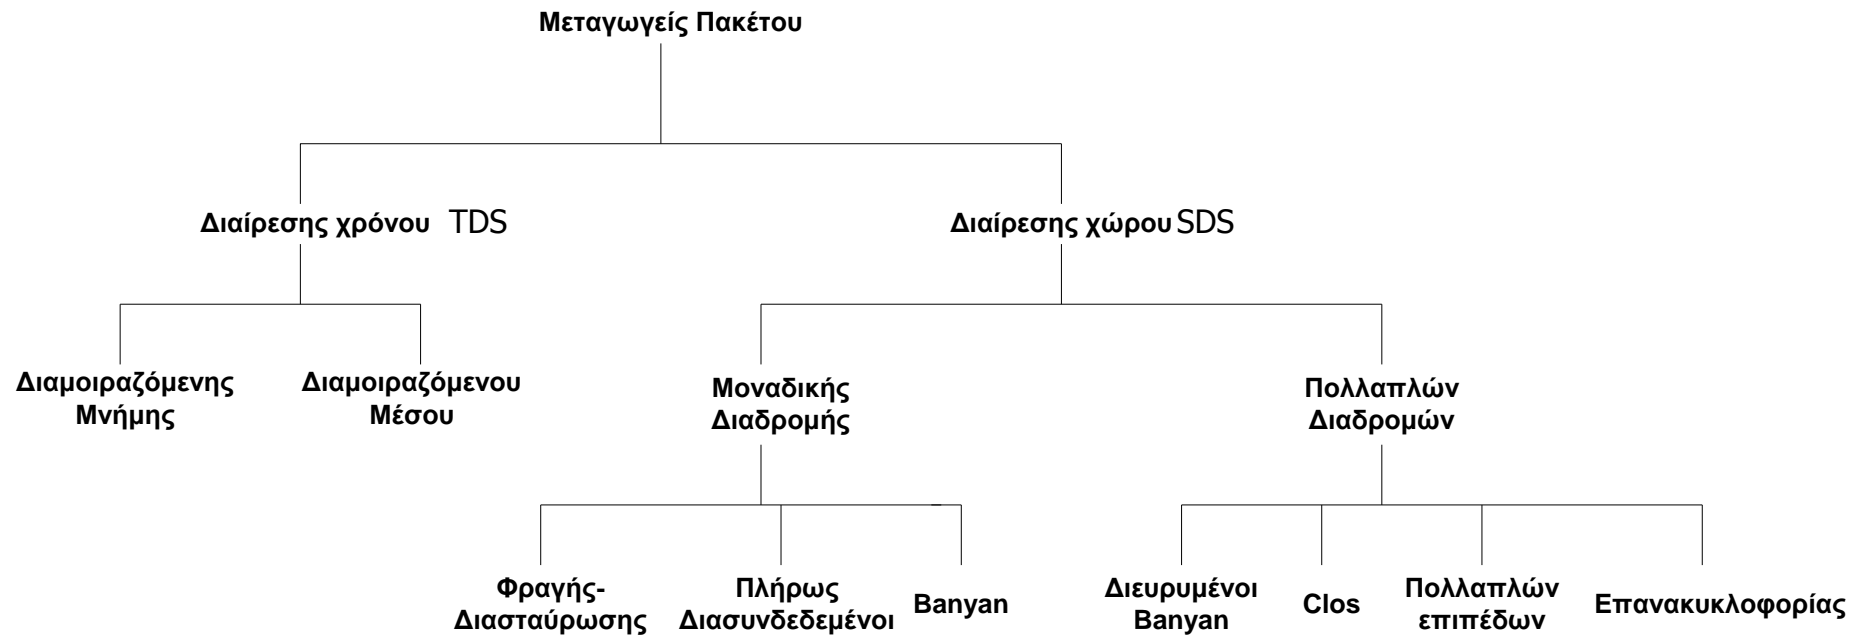 Μεταγωγείς Πακέτου
Διαίρεσης χρόνου TDS
Διαίρεσης χώρου SDS
Διαμοιραζόμενης
Μνήμης
Διαμοιραζόμενου
Μέσου
Μοναδικής
Διαδρομής
Πολλαπλών
Διαδρομών
Φραγής-
Διασταύρωσης
Πλήρως
Διασυνδεδεμένοι
Banyan
Διευρυμένοι
Banyan
Clos
Πολλαπλών
επιπέδων
Επανακυκλοφορίας